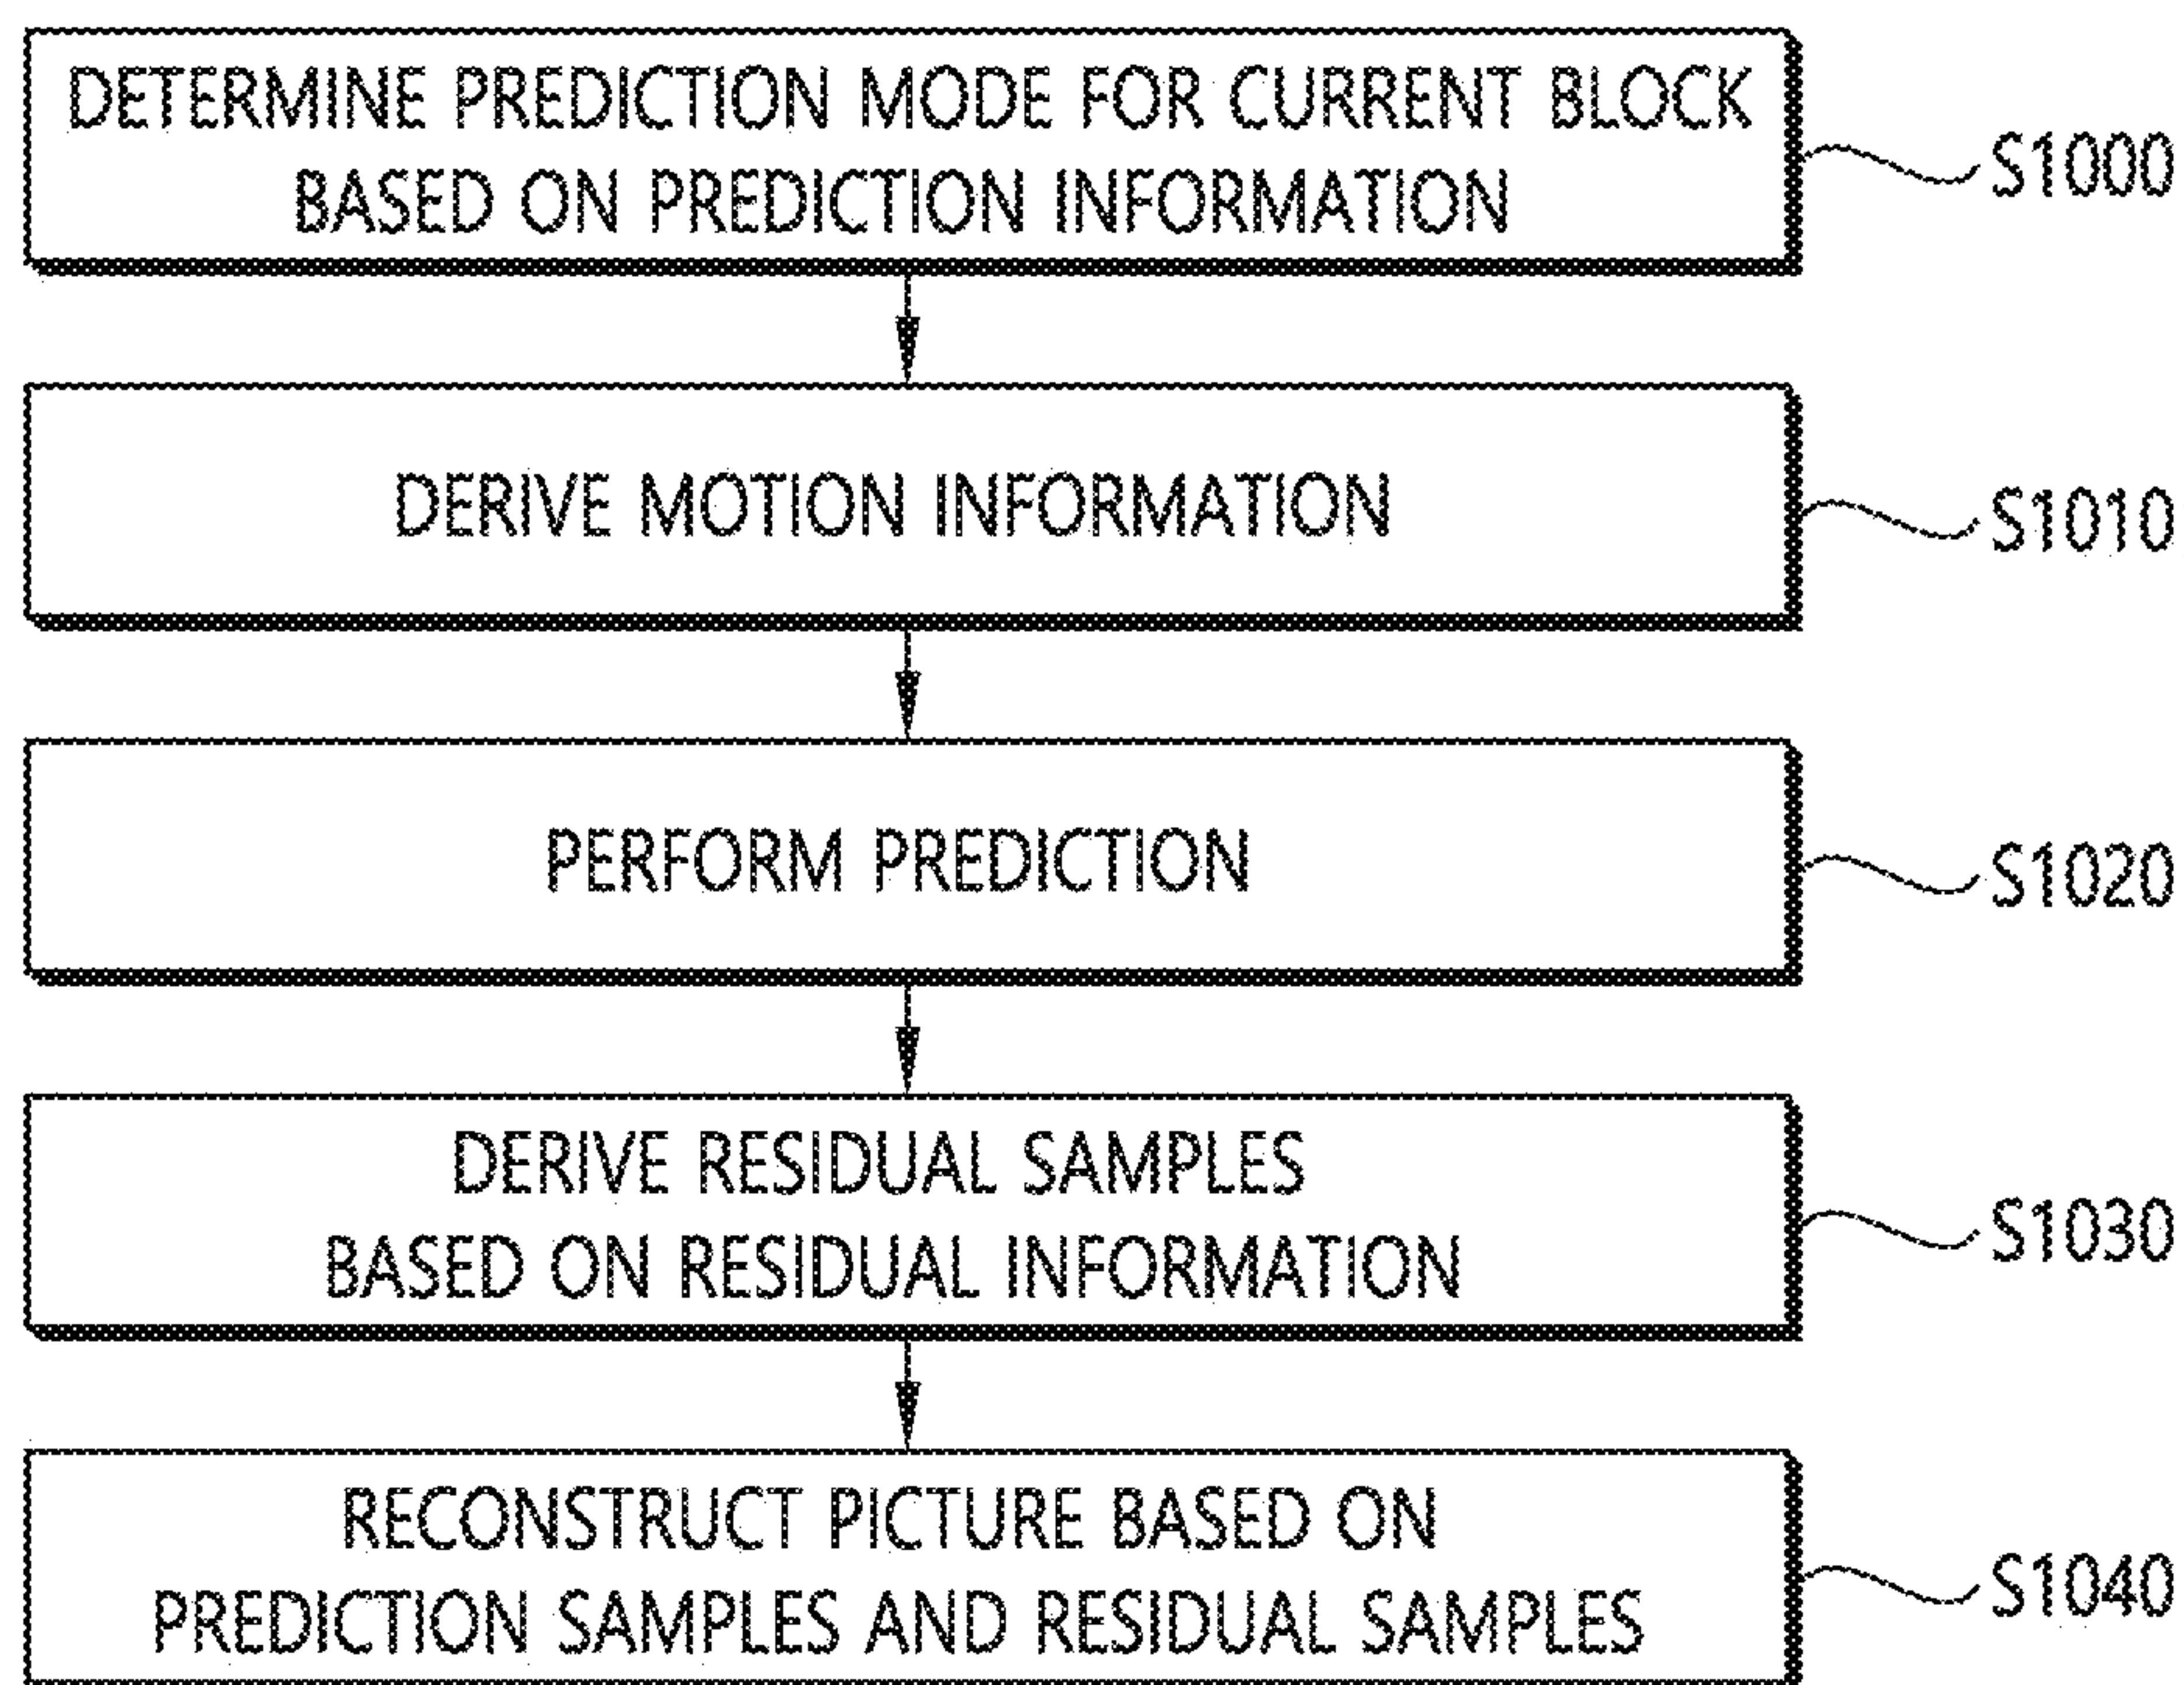 DETERMINE PREDICTION MODE FOR CURRENT BLOCK
BASED ON PREDICTION INFORMATION
S1000
DERIVE MOTION INFORMATION
S1010
PERFORM PREDICTION
S1020
DERIVE RESIDUAL SAMPLES
BASED ON RESIDUAL INFORMATION
S1030
RECONSTRUCT PICTURE BASED ON
PREDICTION SAMPLES AND RESIDUAL SAMPLES
S1040